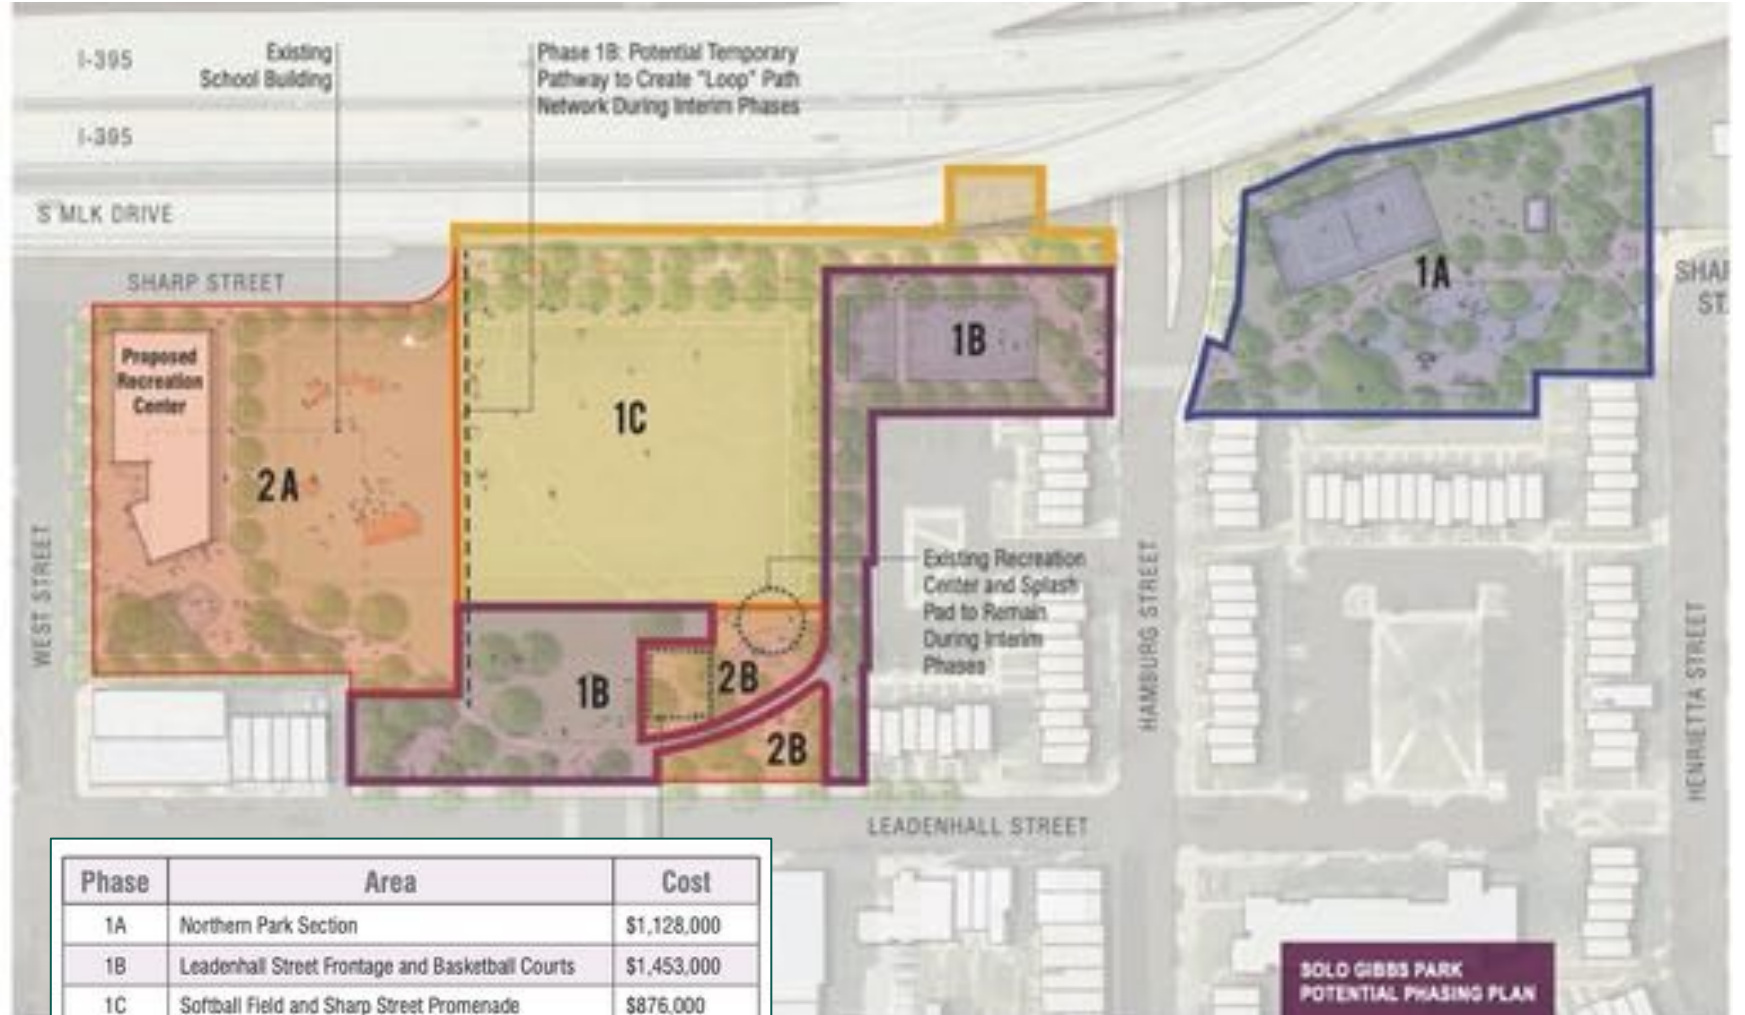 I-395
Existing
School Building
Phase 1B: Potential Temporary
Pathway to Create "Loop" Path
Network During Interim Phases
I-395
S MLK DRIVE
SHARP STREET
1A
SHAR
ST.
1B
Proposed
Recreation
Center
1C
2A
WEST STREET
Existing Recreation
Center and Splash
Pad to Remain
During Interim
Phases
HAMBURG STREET
HENRIETTA STREET
1B
2B
2B
LEADENHALL STREET
Phase Area Cost
1A Northern Park Section $1,128,000
1B Leadenhall Street Frontage and Basketball Courts $1,453,000
1C Softball Field and Sharp Street Promenade $876,000
SOLO GIBBS PARK
POTENTIAL PHASING PLAN